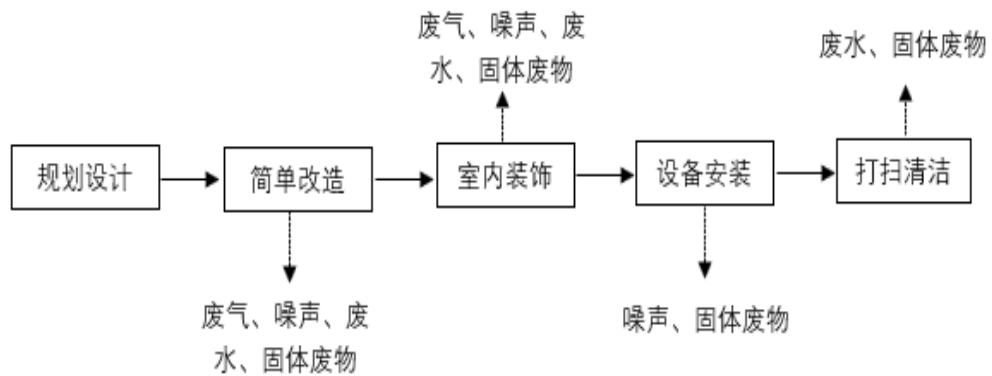 废气、噪声、废
水、固体废物
废水、固体废物
规划设计
简单改造
室内装饰
设备安装
打扫清洁
废气、噪声、废
水、固体废物
噪声、固体废物